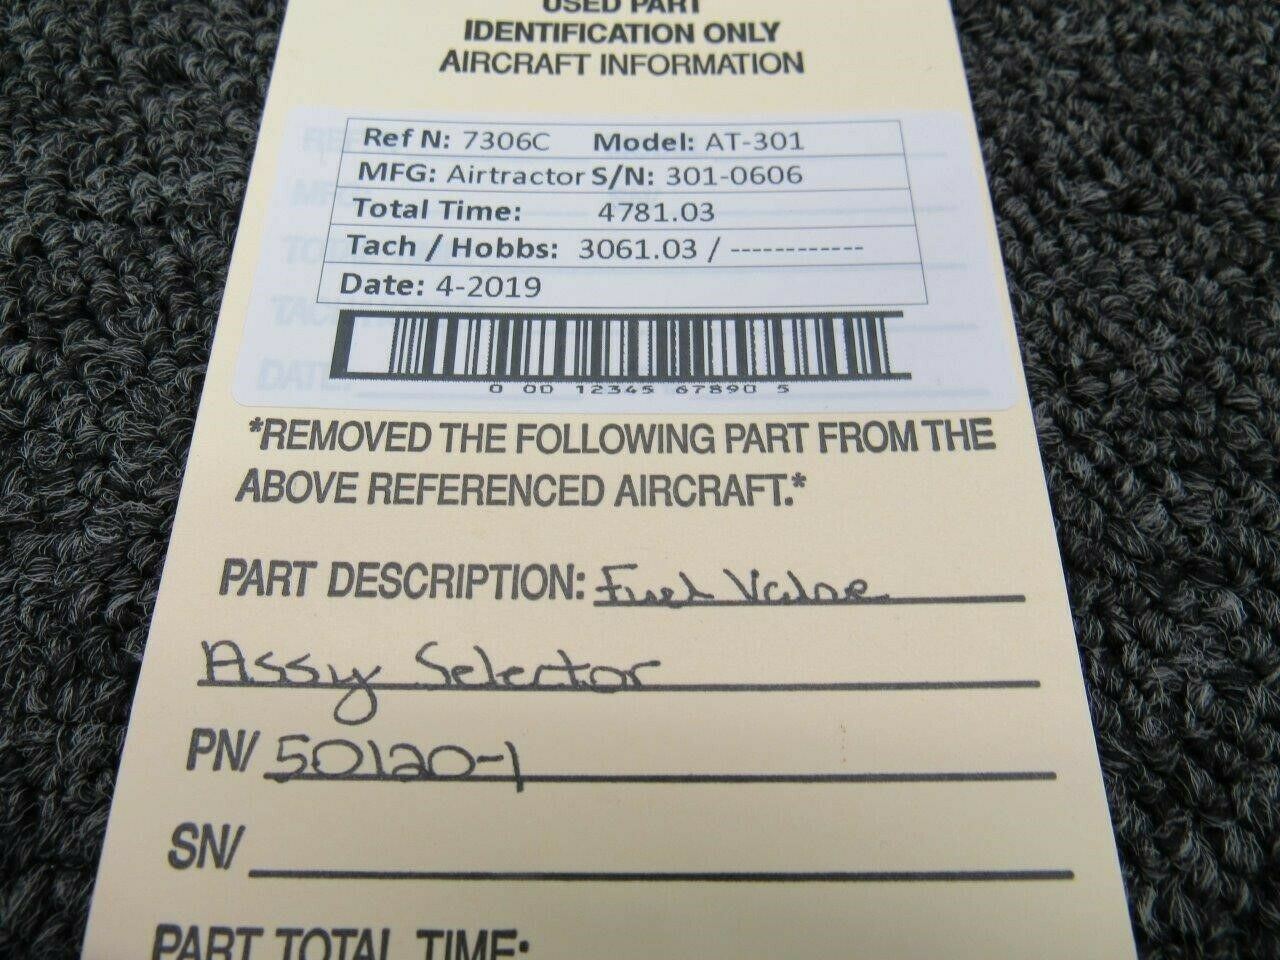 USED PART
IDENTIFICATION ONLY
AIRCRAFT INFORMATION
Ref N: 7306C Model: AT-301
MFG: Airtractor S/N: 301-0606
Total Time: 4781.03
Tach / Hobbs: 3061.03 / ------------
Date: 4-2019
0 00 12345 67890 5
*REMOVED THE FOLLOWING PART FROM THE
ABOVE REFERENCED AIRCRAFT.*
PART DESCRIPTION: Fuel Valve
Assy Selector
PN/ 50120-1
SN/
PART TOTAL TIME: